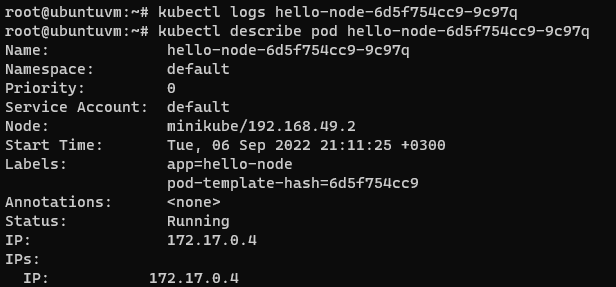 root@ubuntuvm:~# kubectl logs hello-node-6d5f754cc9-9c97q
root@ubuntuvm:~# kubectl describe pod hello-node-6d5f754cc9-9c97q
Name:             hello-node-6d5f754cc9-9c97q
Namespace:        default
Priority:         0
Service Account:  default
Node:             minikube/192.168.49.2
Start Time:       Tue, 06 Sep 2022 21:11:25 +0300
Labels:           app=hello-node
                  pod-template-hash=6d5f754cc9
Annotations:      <none>
Status:           Running
IP:               172.17.0.4
IPs:
  IP:           172.17.0.4